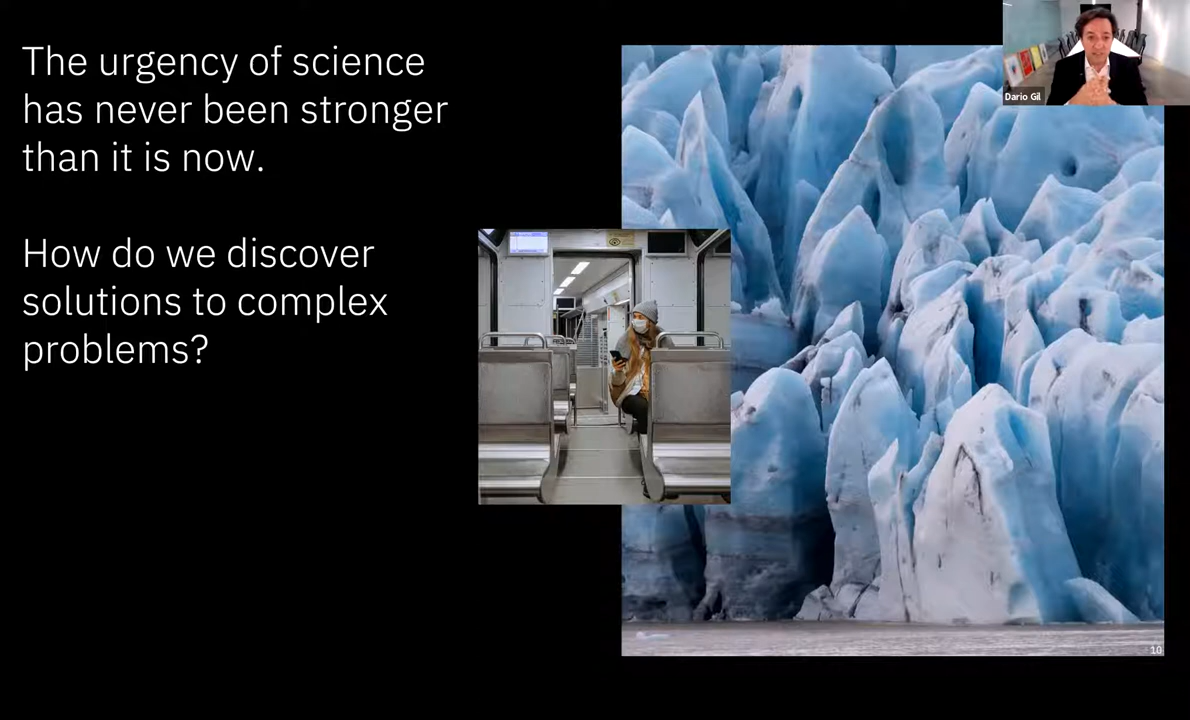 The urgency of science
has never been stronger
than it is now.
How do we discover
solutions to complex
problems?
Dario Gil
10